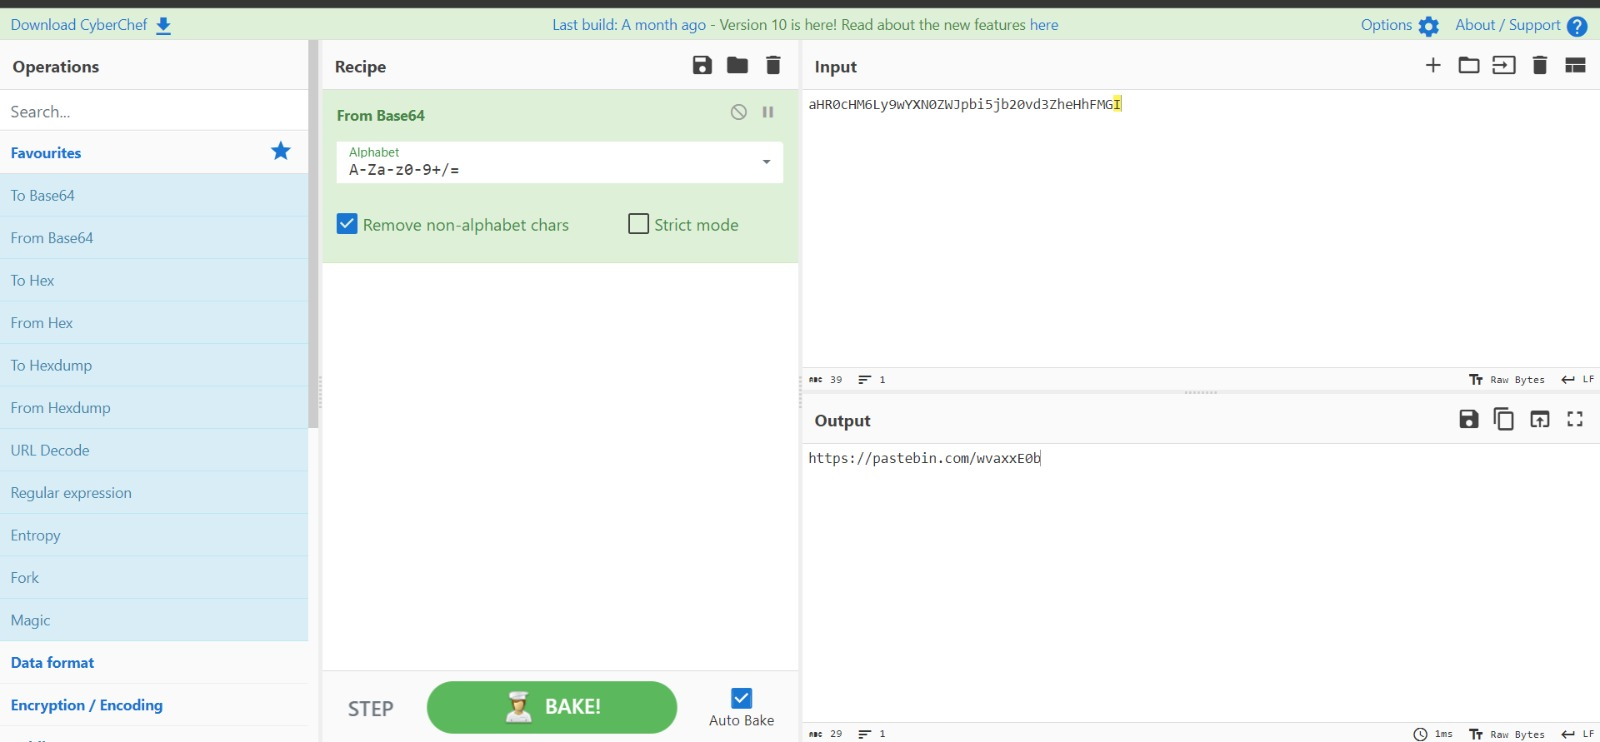 Download CyberChef
Last build: A month ago - Version 10 is here! Read about the new features here
Options
About / Support
Operations
Search...
Favourites
To Base64
From Base64
To Hex
From Hex
To Hexdump
From Hexdump
URL Decode
Regular expression
Entropy
Fork
Magic
Data format
Encryption / Encoding
Recipe
From Base64
Alphabet
A-Za-z0-9+/=
Remove non-alphabet chars
Strict mode
STEP
BAKE!
Auto Bake
Input
aHR0cHM6Ly9wYXN0ZWJpbi5jb20vd3ZheHhFMGI
ABC 39 1
Raw Bytes LF
Output
https://pastebin.com/wvaxxE0b
ABC 29 1
1ms Raw Bytes LF